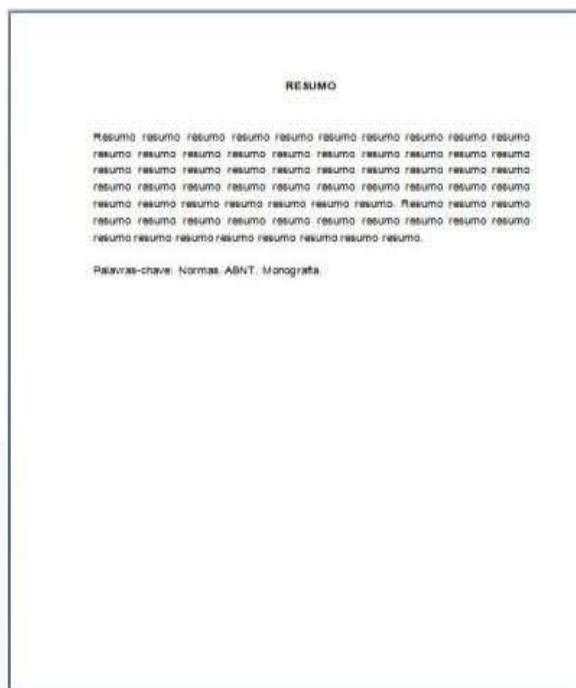 RESUMO
Resumo resumo resumo resumo resumo resumo resumo resumo resumo resumo
resumo resumo resumo resumo resumo resumo resumo resumo resumo resumo
resumo resumo resumo resumo resumo resumo resumo resumo resumo resumo
resumo resumo resumo resumo resumo resumo resumo resumo resumo resumo
resumo resumo resumo resumo resumo resumo resumo. Resumo resumo resumo
resumo resumo resumo resumo resumo resumo resumo resumo resumo resumo
resumo resumo resumo resumo resumo resumo resumo resumo.
Palavras-chave: Normas. ABNT. Monografia.